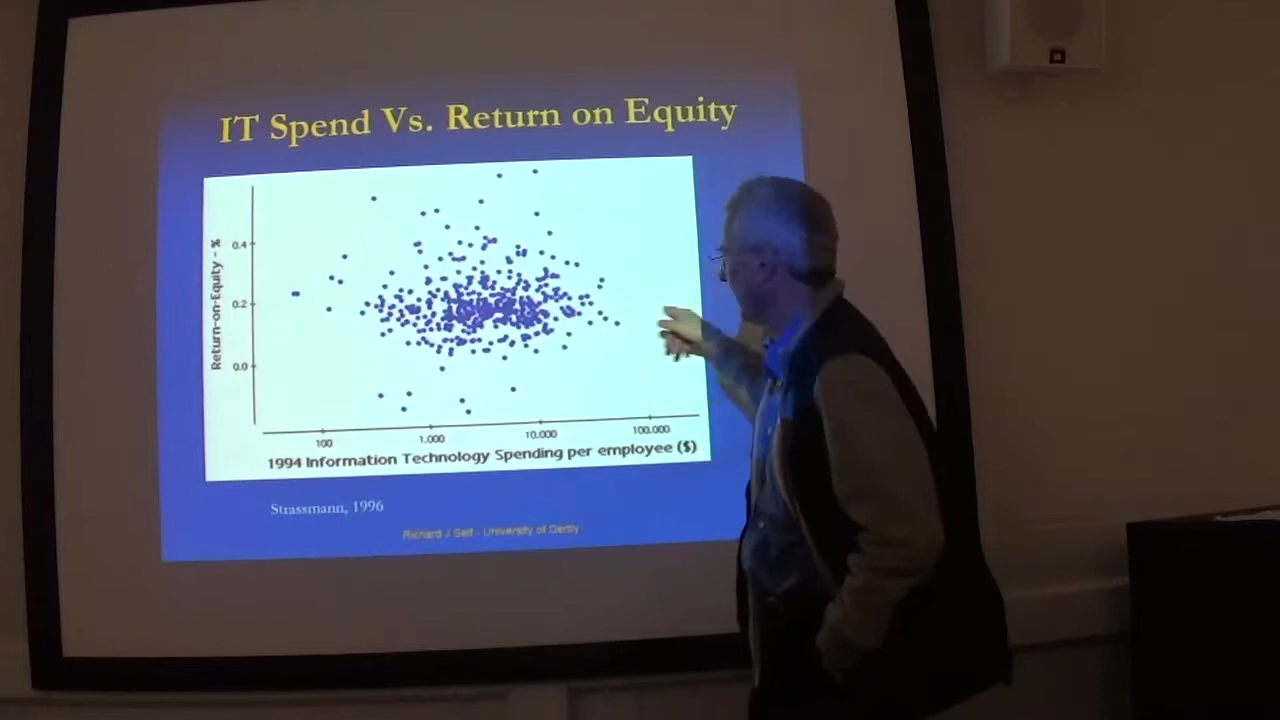 IT Spend Vs. Return on Equity
Return-on-Equity - %
0.4
0.2
0.0
100
1.000
10.000
100.000
1994 Information Technology Spending per employee ($)
Strassmann, 1996
Richard J Self - University of Derby